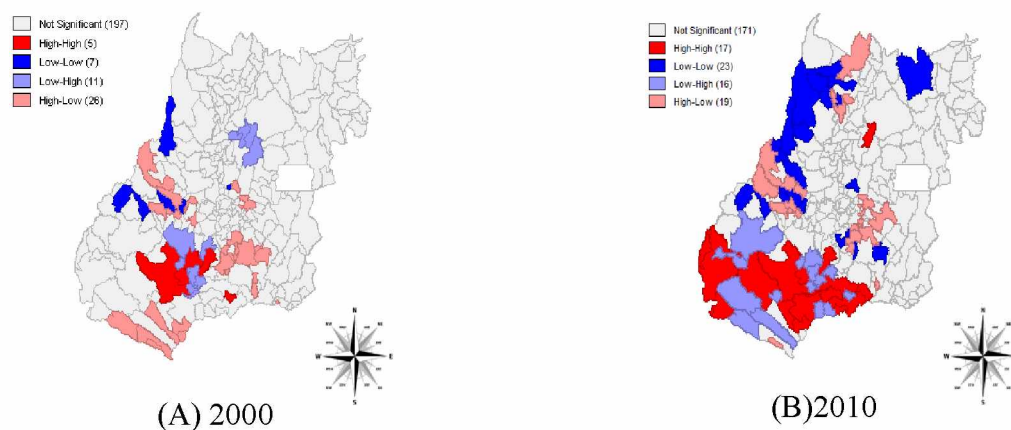 Not Significant (197)
High-High (5)
Low-Low (7)
Low-High (11)
High-Low (26)
N
W
E
S
(A) 2000
Not Significant (171)
High-High (17)
Low-Low (23)
Low-High (16)
High-Low (19)
N
W
E
S
(B)2010